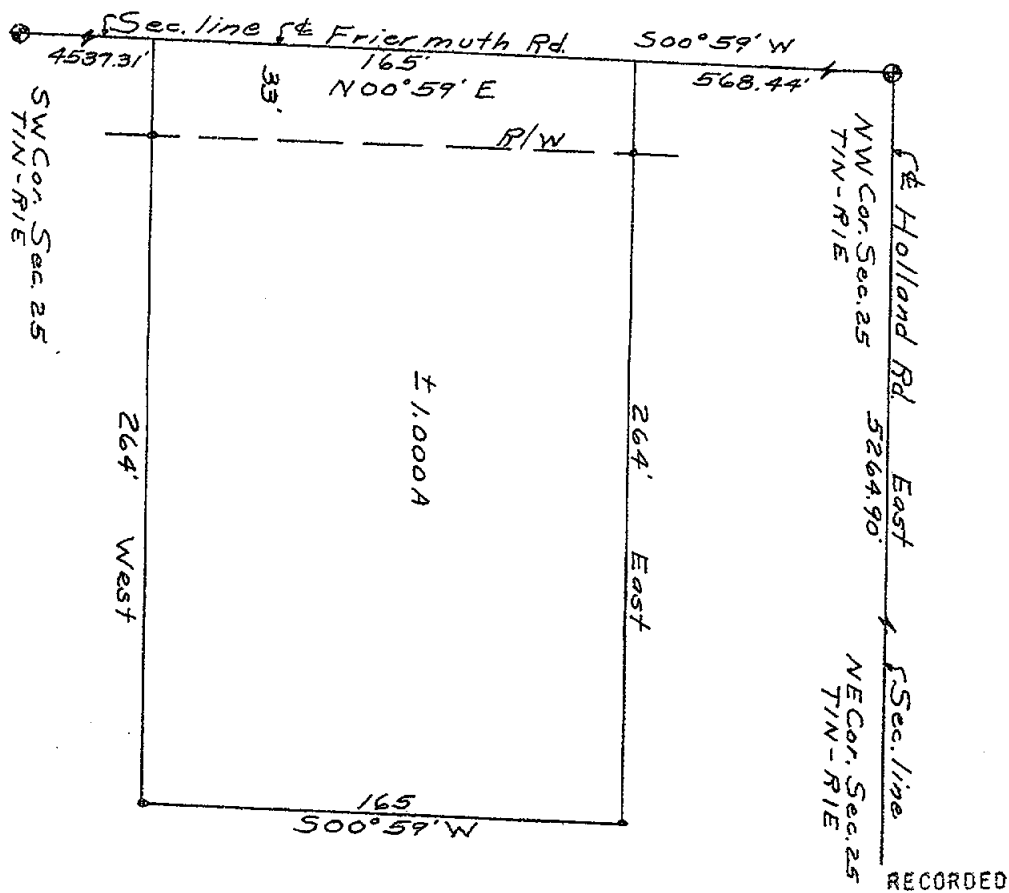 Sec. line ₵ Friermuth Rd.
S00°59' W
4537.31'
165'
568.44'
N00°59' E
33'
R/W
SW Cor. Sec. 25
T1N-R1E
NW Cor. Sec. 25
T1N-R1E
₵ Holland Rd. East
5264.90'
Sec. line
NE Cor. Sec. 25
T1N-R1E
± 1.000A
264' West
264' East
165
S00°59' W
RECORDED